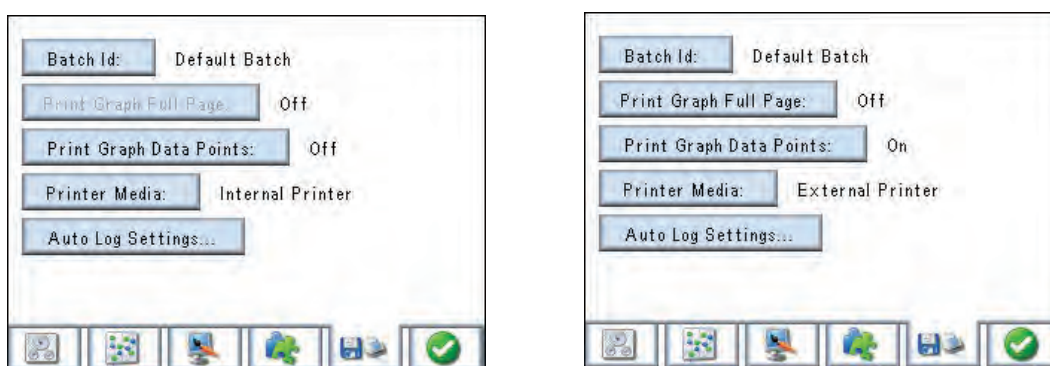 Batch Id: Default Batch
Print Graph Full Page: Off
Print Graph Data Points: Off
Printer Media: Internal Printer
Auto Log Settings...
Batch Id: Default Batch
Print Graph Full Page: Off
Print Graph Data Points: On
Printer Media: External Printer
Auto Log Settings...